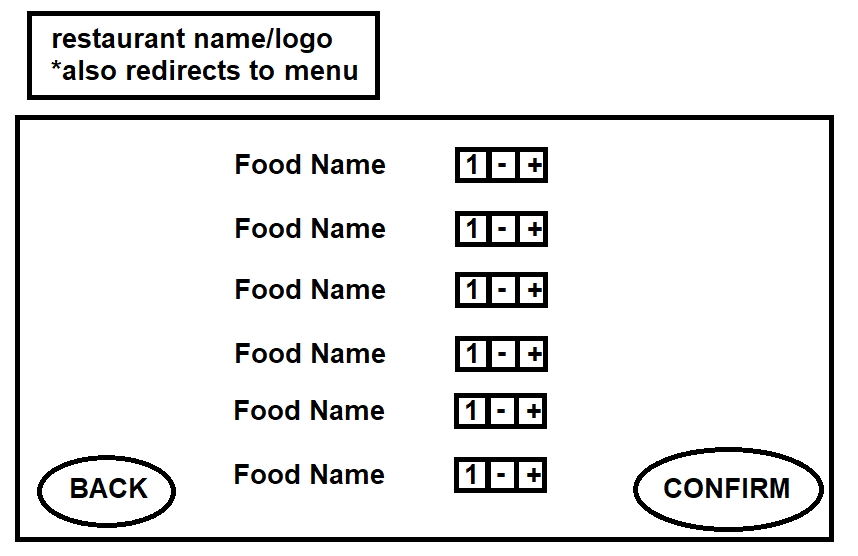 restaurant name/logo
*also redirects to menu
Food Name 1 - +
Food Name 1 - +
Food Name 1 - +
Food Name 1 - +
Food Name 1 - +
Food Name 1 - +
BACK CONFIRM